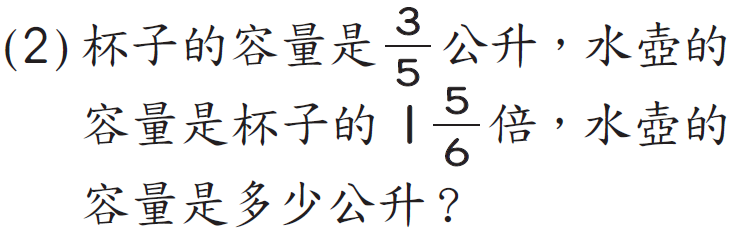 (2) 杯子的容量是 3/5 公升，水壺的
容量是杯子的 1 5/6 倍，水壺的
容量是多少公升？